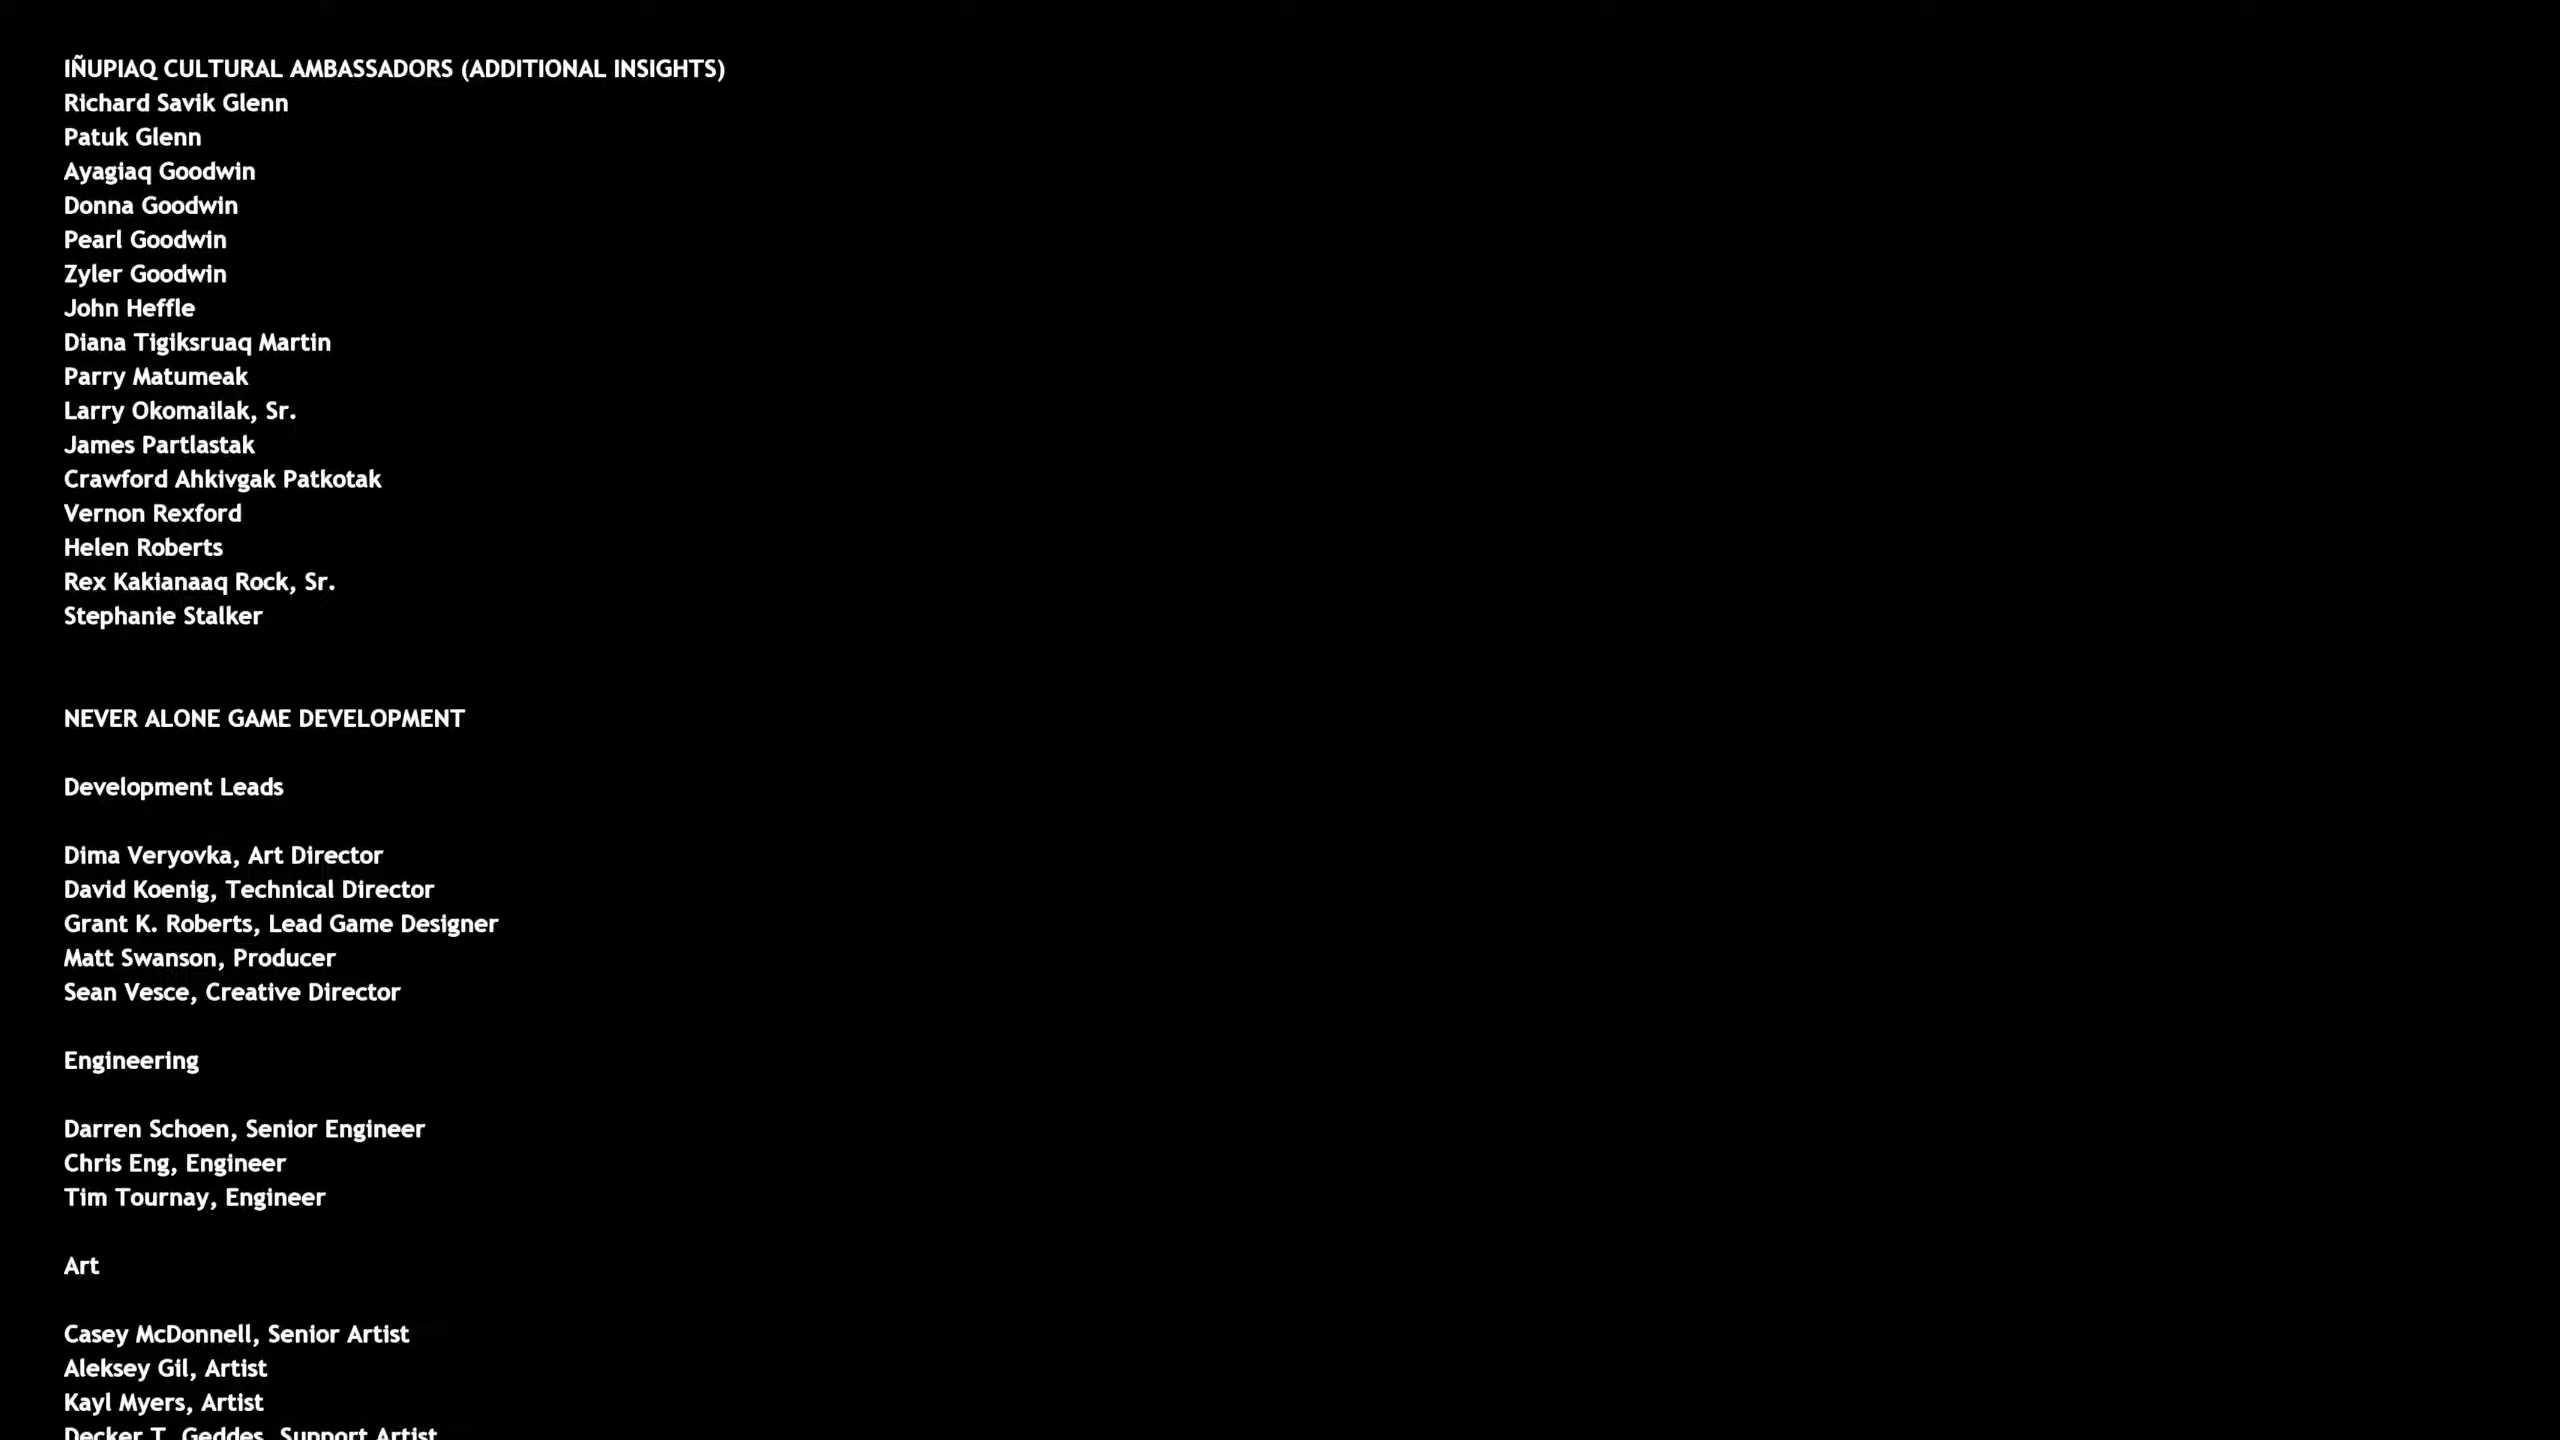 IÑUPIAQ CULTURAL AMBASSADORS (ADDITIONAL INSIGHTS)
Richard Savik Glenn
Patuk Glenn
Ayagiaq Goodwin
Donna Goodwin
Pearl Goodwin
Zyler Goodwin
John Heffle
Diana Tigiksruaq Martin
Parry Matumeak
Larry Okomailak, Sr.
James Partlastak
Crawford Ahkivgak Patkotak
Vernon Rexford
Helen Roberts
Rex Kakianaaq Rock, Sr.
Stephanie Stalker
NEVER ALONE GAME DEVELOPMENT
Development Leads
Dima Veryovka, Art Director
David Koenig, Technical Director
Grant K. Roberts, Lead Game Designer
Matt Swanson, Producer
Sean Vesce, Creative Director
Engineering
Darren Schoen, Senior Engineer
Chris Eng, Engineer
Tim Tournay, Engineer
Art
Casey McDonnell, Senior Artist
Aleksey Gil, Artist
Kayl Myers, Artist
Decker T. Geddes, Support Artist